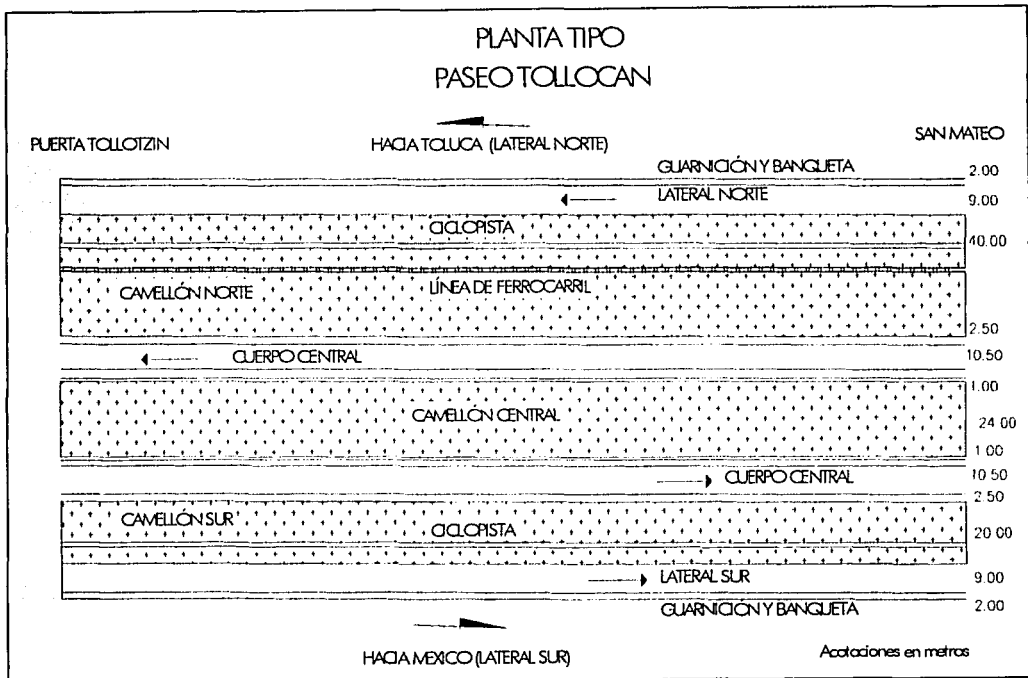 PLANTA TIPO
PASEO TOLLOCAN
PUERTA TOLLOTZIN HACIA TOLUCA (LATERAL NORTE) SAN MATEO
GUARNICIÓN Y BANQUETA 2.00
LATERAL NORTE 9.00
CICLOPISTA 40.00
CAMELLÓN NORTE LÍNEA DE FERROCARRIL
2.50
CUERPO CENTRAL 10.50
1.00
CAMELLÓN CENTRAL 24 00
1 00
CUERPO CENTRAL 10 50
2 50
CAMELLÓN SUR CICLOPISTA 20 00
LATERAL SUR 9.00
GUARNICIÓN Y BANQUETA 2.00
HACIA MEXICO (LATERAL SUR) Acotaciones en metros